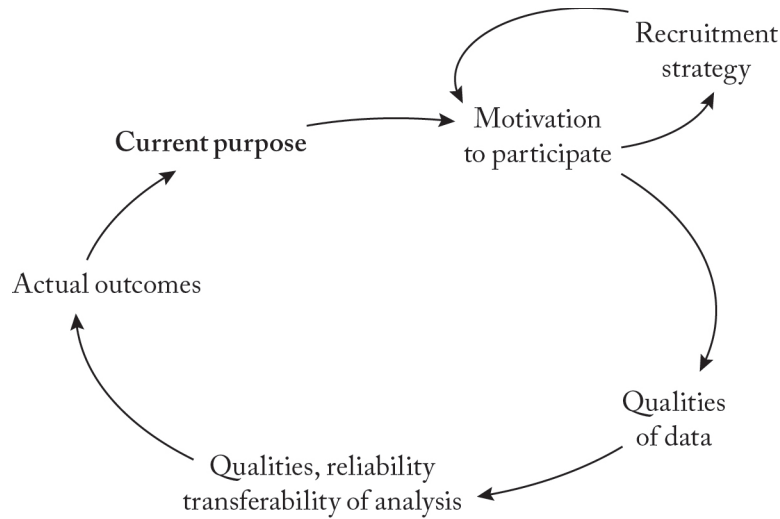 Recruitment
strategy
Motivation
to participate
Current purpose
Actual outcomes
Qualities
of data
Qualities, reliability
transferability of analysis